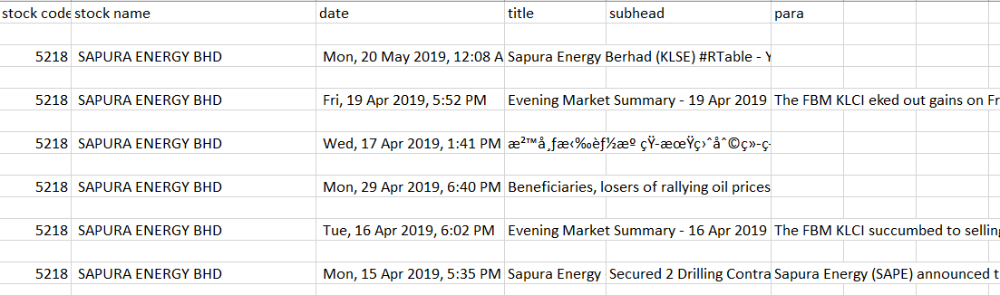 stock code stock name date title subhead para
5218 SAPURA ENERGY BHD Mon, 20 May 2019, 12:08 A Sapura Energy Berhad (KLSE) #RTable - Y
5218 SAPURA ENERGY BHD Fri, 19 Apr 2019, 5:52 PM Evening Market Summary - 19 Apr 2019 The FBM KLCI eked out gains on Fr
5218 SAPURA ENERGY BHD Wed, 17 Apr 2019, 1:41 PM
5218 SAPURA ENERGY BHD Mon, 29 Apr 2019, 6:40 PM Beneficiaries, losers of rallying oil prices
5218 SAPURA ENERGY BHD Tue, 16 Apr 2019, 6:02 PM Evening Market Summary - 16 Apr 2019 The FBM KLCI succumbed to selling
5218 SAPURA ENERGY BHD Mon, 15 Apr 2019, 5:35 PM Sapura Energy Secured 2 Drilling Contra Sapura Energy (SAPE) announced t